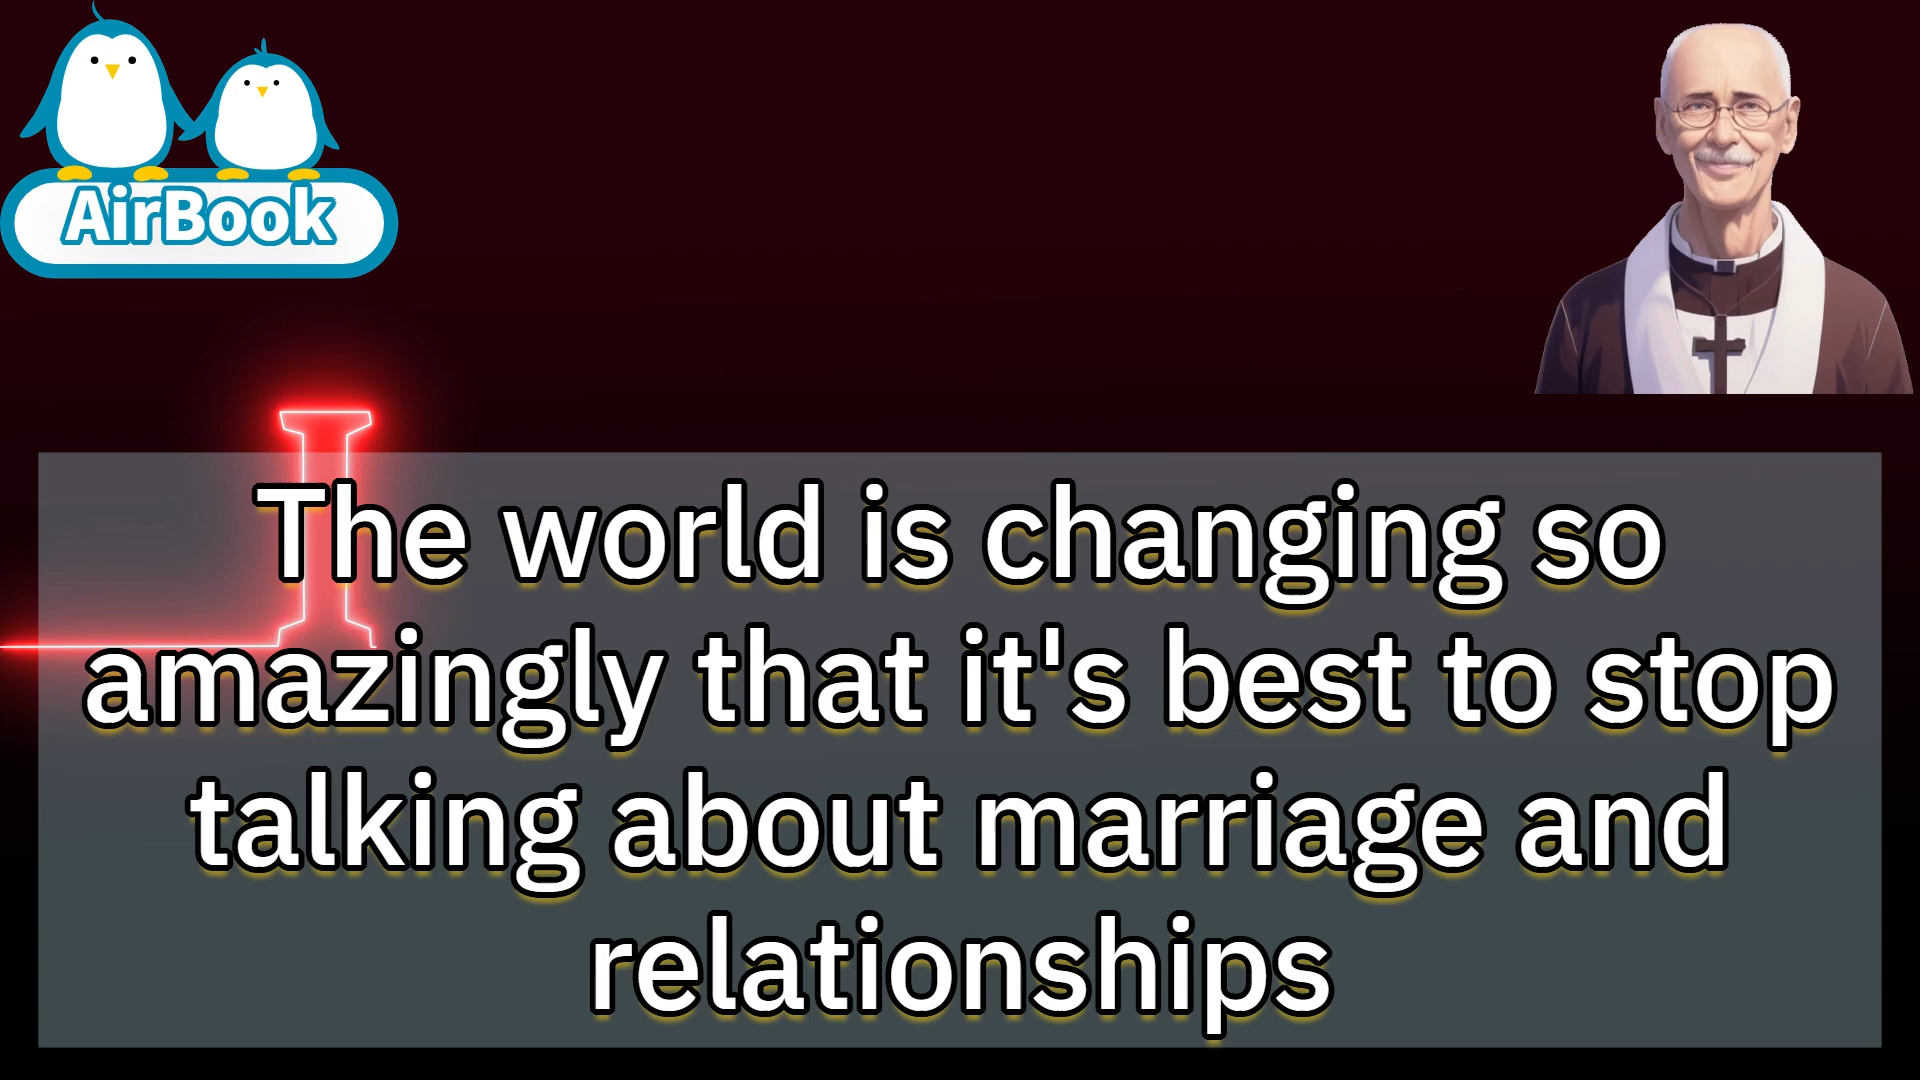 AirBook
The world is changing so
amazingly that it's best to stop
talking about marriage and
relationships